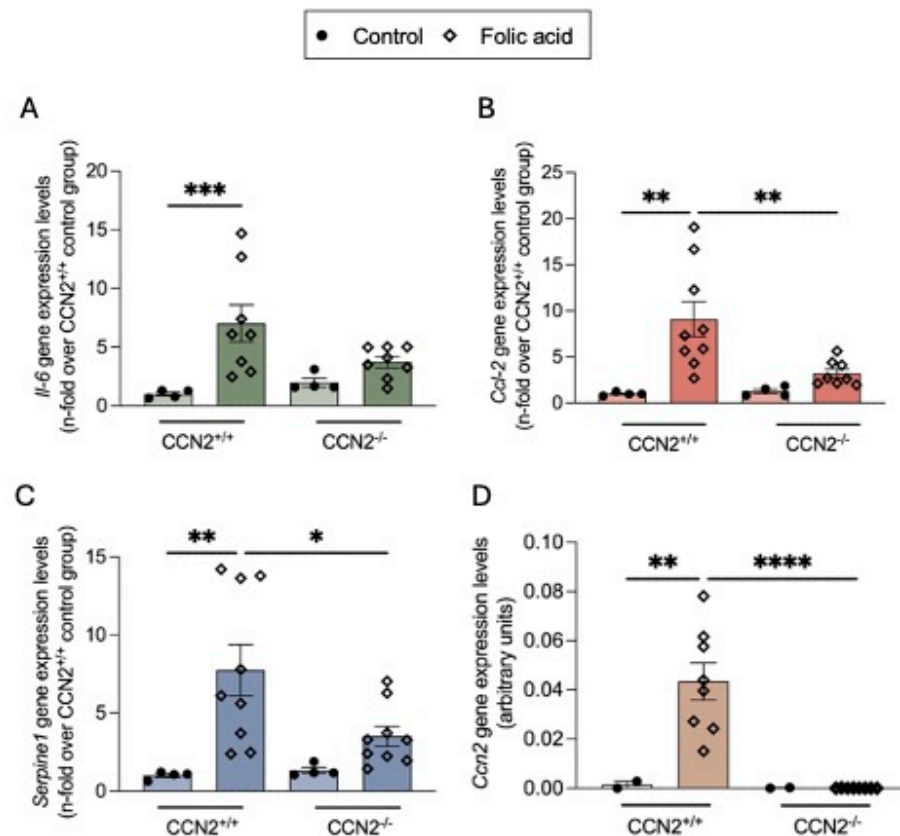 Control Folic acid
A
Il-6 gene expression levels
(n-fold over CCN2+/+ control group)
20
15
10
5
0
***
CCN2+/+ CCN2-/-
B
Ccl-2 gene expression levels
(n-fold over CCN2+/+ control group)
25
20
15
10
5
0
** **
CCN2+/+ CCN2-/-
C
Serpine1 gene expression levels
(n-fold over CCN2+/+ control group)
15
10
5
0
** *
CCN2+/+ CCN2-/-
D
Ccn2 gene expression levels
(arbitrary units)
0.10
0.08
0.06
0.04
0.02
0.00
** ****
CCN2+/+ CCN2-/-